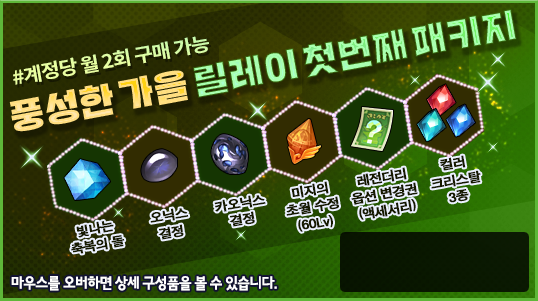 #계정당 월 2회 구매 가능
풍성한 가을 릴레이 첫번째 패키지
빛나는
축복의 돌
오닉스
결정
카오닉스
결정
미지의
초월 수정
(60Lv)
레전더리
옵션 변경권
(액세서리)
컬러
크리스탈
3종
마우스를 오버하면 상세 구성품을 볼 수 있습니다.